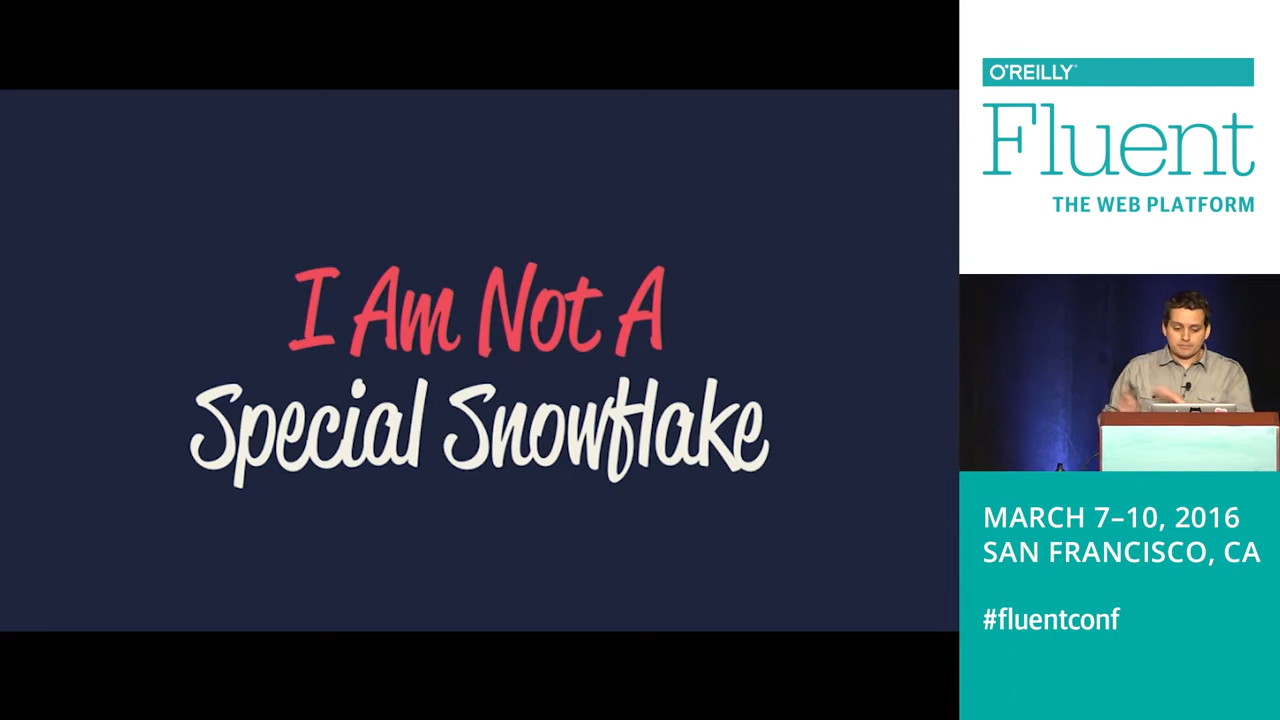 I Am Not A
Special Snowflake
O'REILLY®
Fluent
THE WEB PLATFORM
MARCH 7–10, 2016
SAN FRANCISCO, CA
#fluentconf